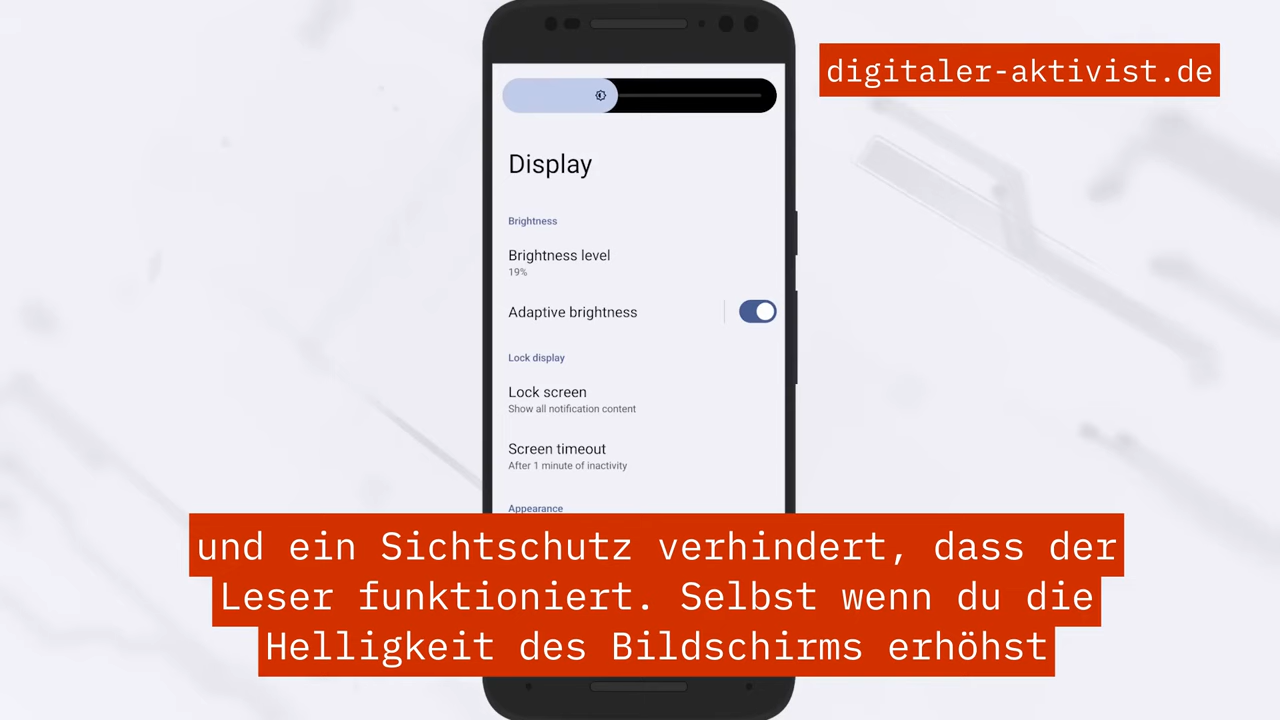 digitaler-aktivist.de
Display
Brightness
Brightness level
19%
Adaptive brightness
Lock display
Lock screen
Show all notification content
Screen timeout
After 1 minute of inactivity
Appearance
und ein Sichtschutz verhindert, dass der
Leser funktioniert. Selbst wenn du die
Helligkeit des Bildschirms erhöhst